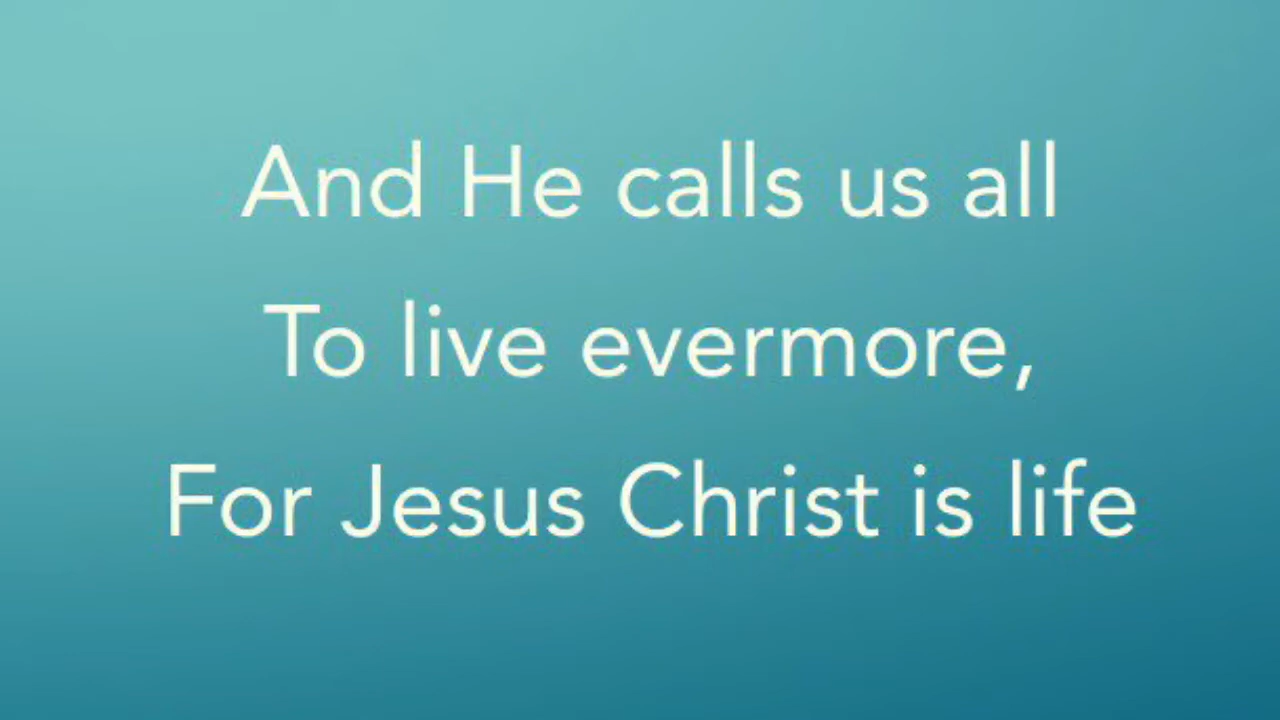 And He calls us all
To live evermore,
For Jesus Christ is life